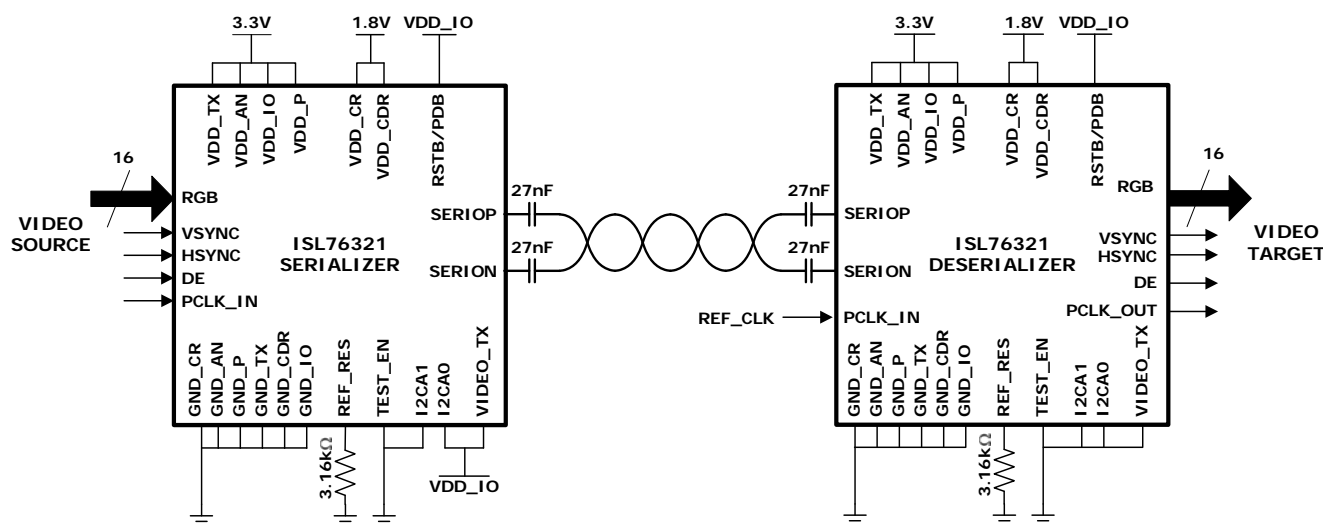 3.3V
1.8V
VDD_IO
VDD_TX
VDD_AN
VDD_IO
VDD_P
VDD_CR
VDD_CDR
RSTB/PDB
16
VIDEO
SOURCE
RGB
VSYNC
HSYNC
DE
PCLK_IN
ISL76321
SERIALIZER
SERIOP
SERION
27nF
27nF
GND_CR
GND_AN
GND_P
GND_TX
GND_CDR
GND_IO
REF_RES
TEST_EN
I2CA1
I2CA0
VIDEO_TX
3.16kΩ
VDD_IO
27nF
27nF
REF_CLK
3.3V
1.8V
VDD_IO
VDD_TX
VDD_AN
VDD_IO
VDD_P
VDD_CR
VDD_CDR
RSTB/PDB
SERIOP
SERION
PCLK_IN
ISL76321
DESERIALIZER
RGB
VSYNC
HSYNC
DE
PCLK_OUT
16
VIDEO
TARGET
GND_CR
GND_AN
GND_P
GND_TX
GND_CDR
GND_IO
REF_RES
TEST_EN
I2CA1
I2CA0
VIDEO_TX
3.16kΩ